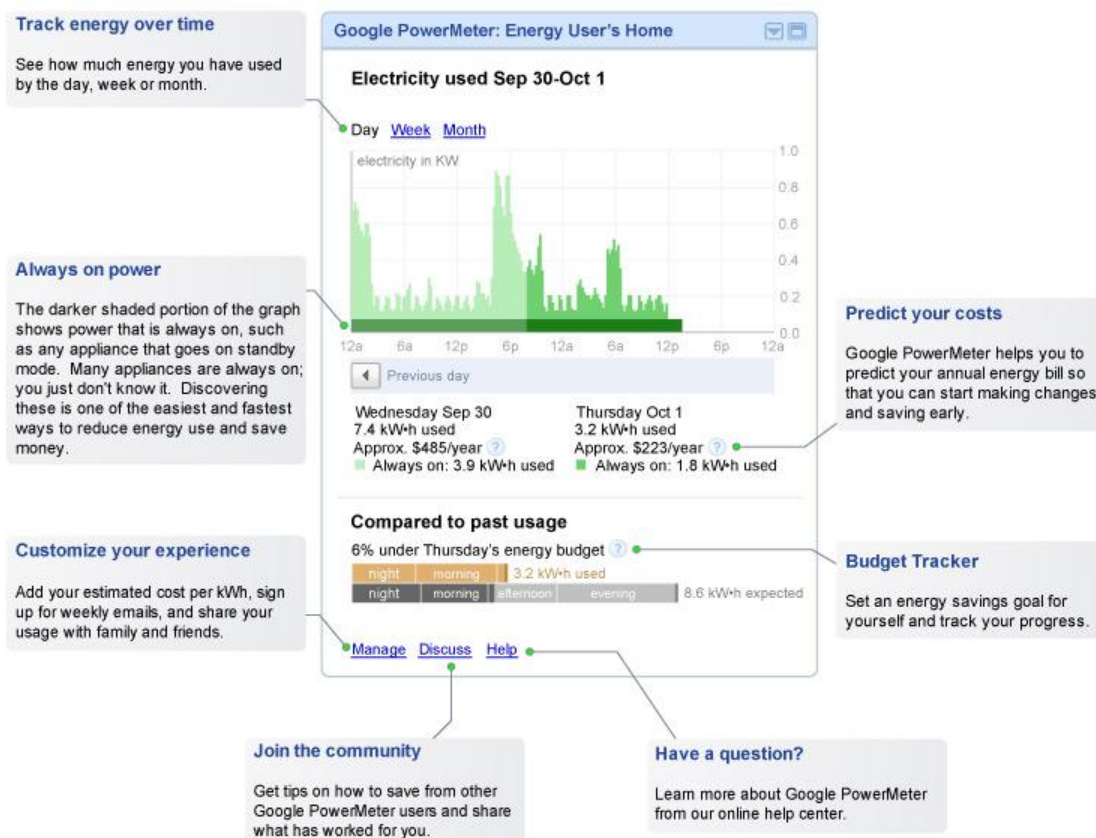 Track energy over time
See how much energy you have used
by the day, week or month.
Google PowerMeter: Energy User's Home
Electricity used Sep 30-Oct 1
Day Week Month
electricity in KW
1.0
0.8
0.6
0.4
0.2
0.0
12a 6a 12p 6p 12a 6a 12p 6p 12a
Previous day
Wednesday Sep 30
7.4 kW•h used
Approx. $485/year ?
Always on: 3.9 kW•h used
Thursday Oct 1
3.2 kW•h used
Approx. $223/year ?
Always on: 1.8 kW•h used
Always on power
The darker shaded portion of the graph
shows power that is always on, such
as any appliance that goes on standby
mode. Many appliances are always on;
you just don't know it. Discovering
these is one of the easiest and fastest
ways to reduce energy use and save
money.
Predict your costs
Google PowerMeter helps you to
predict your annual energy bill so
that you can start making changes
and saving early.
Compared to past usage
6% under Thursday's energy budget ?
night morning 3.2 kW•h used
night morning afternoon evening 8.6 kW•h expected
Customize your experience
Add your estimated cost per kWh, sign
up for weekly emails, and share your
usage with family and friends.
Budget Tracker
Set an energy savings goal for
yourself and track your progress.
Manage Discuss Help
Join the community
Get tips on how to save from other
Google PowerMeter users and share
what has worked for you.
Have a question?
Learn more about Google PowerMeter
from our online help center.